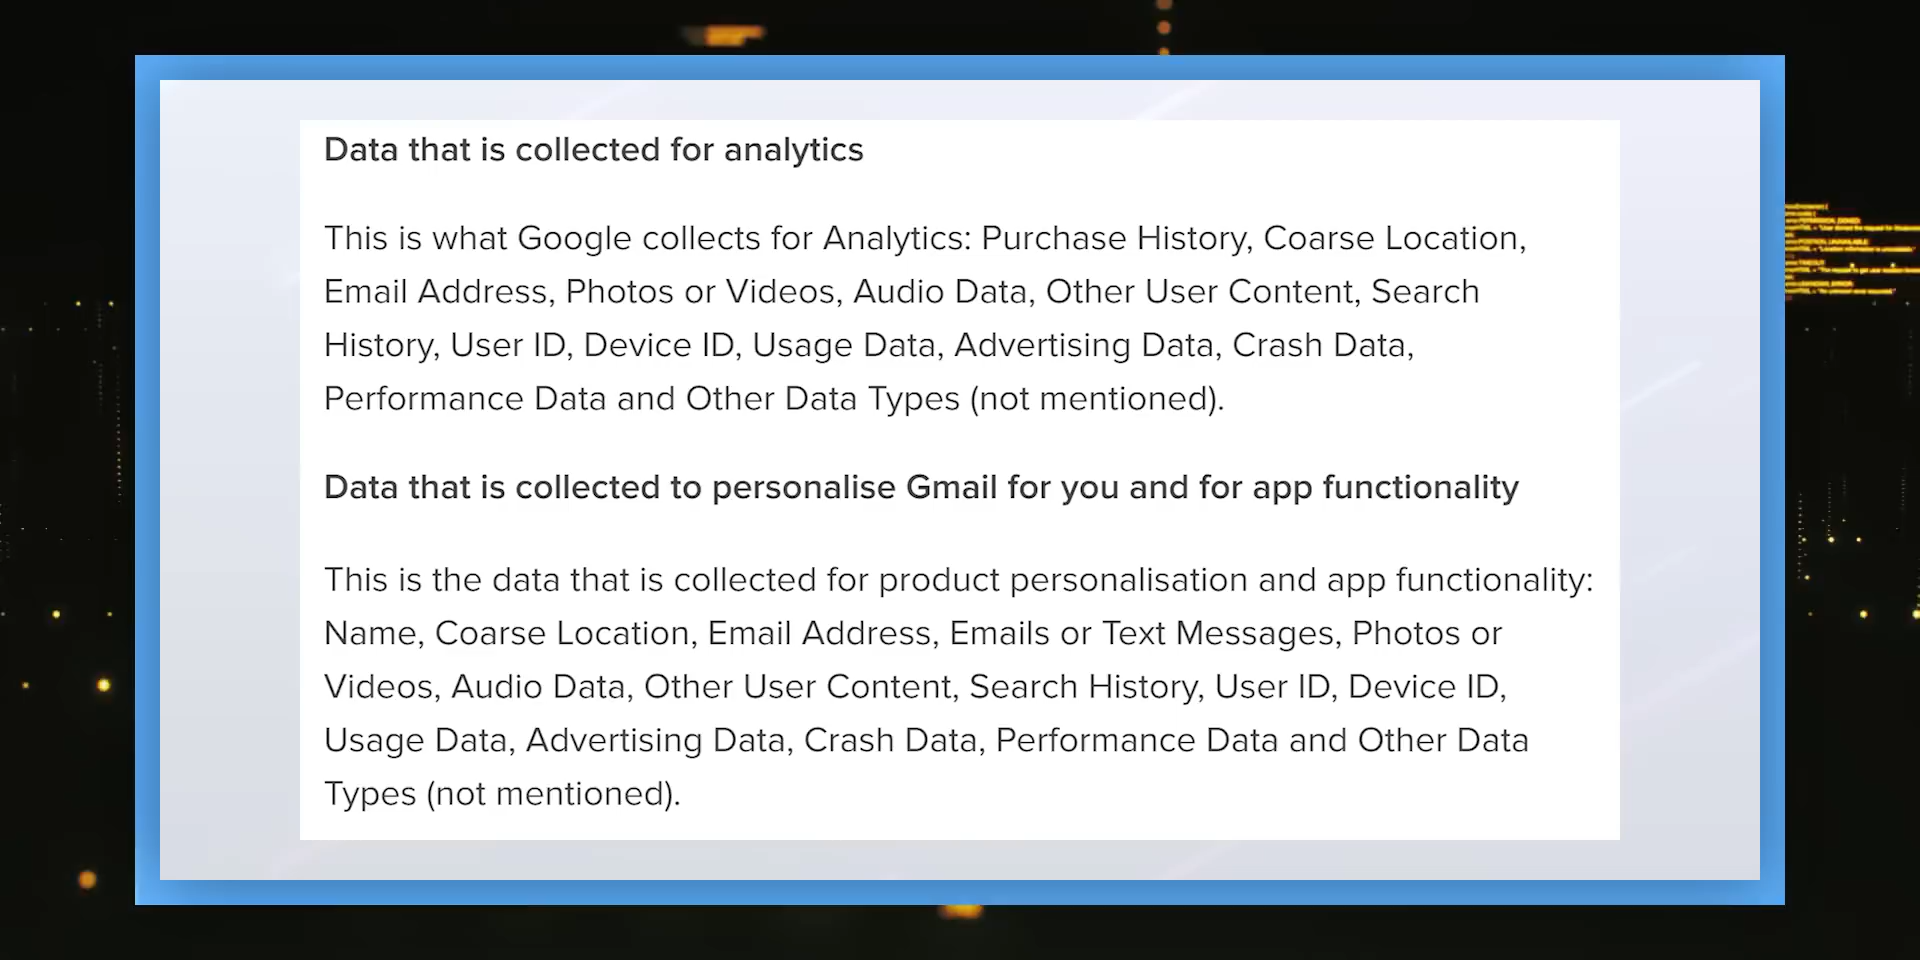 Data that is collected for analytics
This is what Google collects for Analytics: Purchase History, Coarse Location,
Email Address, Photos or Videos, Audio Data, Other User Content, Search
History, User ID, Device ID, Usage Data, Advertising Data, Crash Data,
Performance Data and Other Data Types (not mentioned).
Data that is collected to personalise Gmail for you and for app functionality
This is the data that is collected for product personalisation and app functionality:
Name, Coarse Location, Email Address, Emails or Text Messages, Photos or
Videos, Audio Data, Other User Content, Search History, User ID, Device ID,
Usage Data, Advertising Data, Crash Data, Performance Data and Other Data
Types (not mentioned).